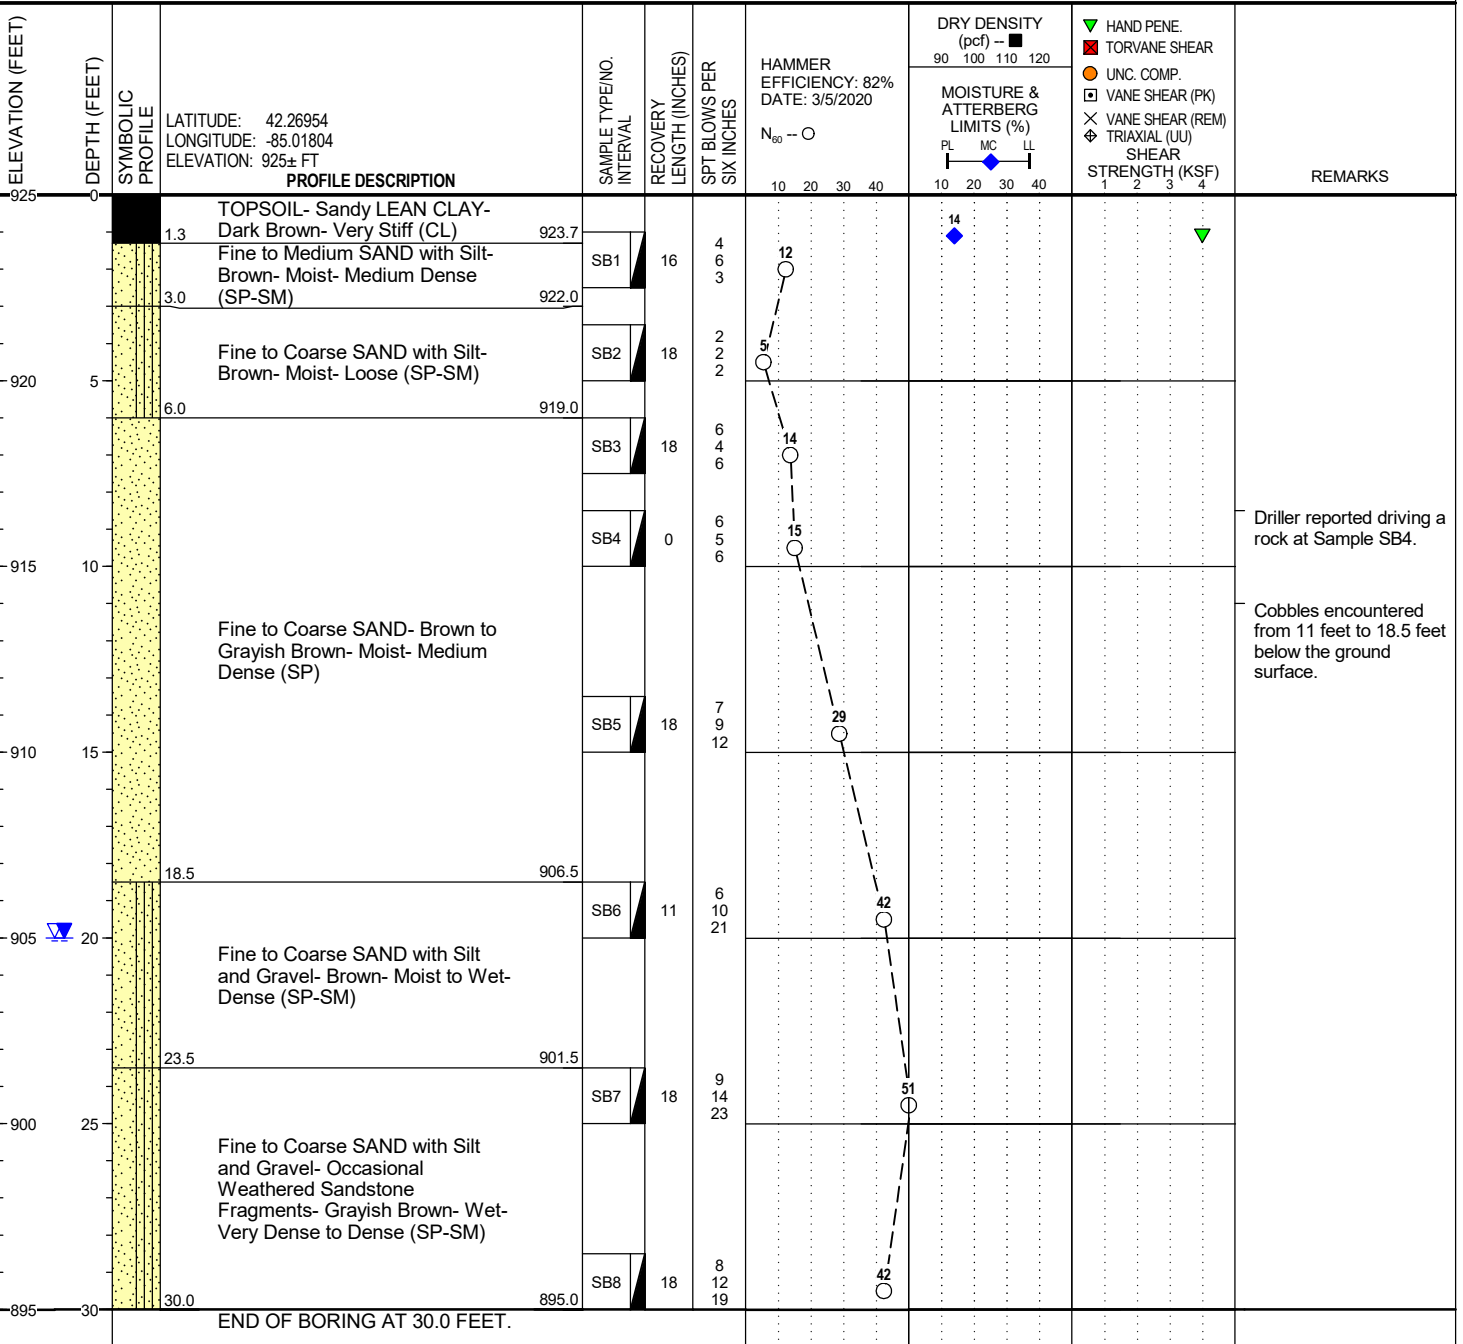 ELEVATION (FEET)
DEPTH (FEET)
SYMBOLIC
PROFILE
LATITUDE: 42.26954
LONGITUDE: -85.01804
ELEVATION: 925± FT
PROFILE DESCRIPTION
SAMPLE TYPE/NO.
INTERVAL
RECOVERY
LENGTH (INCHES)
SPT BLOWS PER
SIX INCHES
HAMMER
EFFICIENCY: 82%
DATE: 3/5/2020
N60 --
10 20 30 40
DRY DENSITY
(pcf) --
90 100 110 120
MOISTURE &
ATTERBERG
LIMITS (%)
PL MC LL
10 20 30 40
HAND PENE.
TORVANE SHEAR
UNC. COMP.
VANE SHEAR (PK)
VANE SHEAR (REM)
TRIAXIAL (UU)
SHEAR
STRENGTH (KSF)
1 2 3 4
REMARKS
925 0
TOPSOIL- Sandy LEAN CLAY-
Dark Brown- Very Stiff (CL)
1.3 923.7
14
Fine to Medium SAND with Silt-
Brown- Moist- Medium Dense
(SP-SM)
3.0 922.0
SB1 16
4
6
3
12
Fine to Coarse SAND with Silt-
Brown- Moist- Loose (SP-SM)
SB2 18
2
2
2
5
920 5
6.0 919.0
SB3 18
6
4
6
14
SB4 0
6
5
6
15
Driller reported driving a
rock at Sample SB4.
915 10
Cobbles encountered
from 11 feet to 18.5 feet
below the ground
surface.
Fine to Coarse SAND- Brown to
Grayish Brown- Moist- Medium
Dense (SP)
SB5 18
7
9
12
29
910 15
18.5 906.5
SB6 11
6
10
21
42
905 20
Fine to Coarse SAND with Silt
and Gravel- Brown- Moist to Wet-
Dense (SP-SM)
23.5 901.5
SB7 18
9
14
23
51
900 25
Fine to Coarse SAND with Silt
and Gravel- Occasional
Weathered Sandstone
Fragments- Grayish Brown- Wet-
Very Dense to Dense (SP-SM)
SB8 18
8
12
19
42
30.0 895.0
895 30
END OF BORING AT 30.0 FEET.